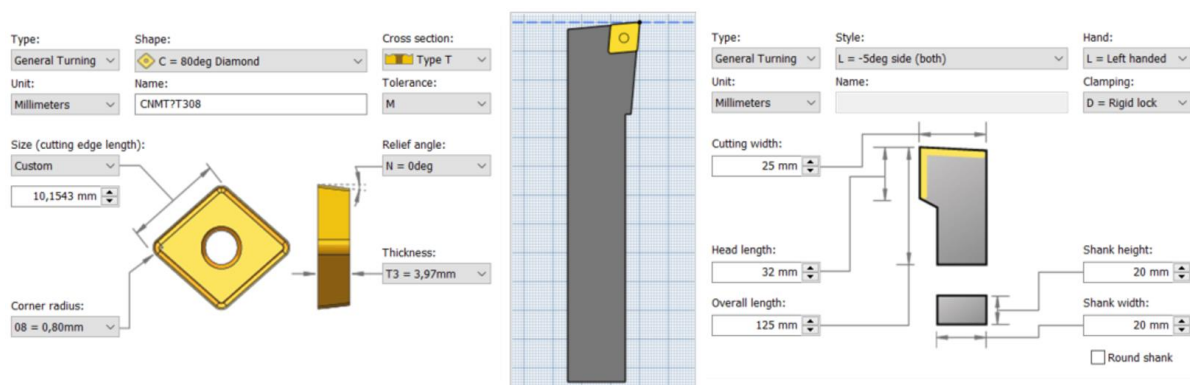 Type:
Shape:
Cross section:
General Turning
C = 80deg Diamond
Type T
Unit:
Name:
Tolerance:
Millimeters
CNMT?T308
M
Size (cutting edge length):
Relief angle:
Custom
N = 0deg
10,1543 mm
Thickness:
T3 = 3,97mm
Corner radius:
08 = 0,80mm
Type:
Style:
Hand:
General Turning
L = -5deg side (both)
L = Left handed
Unit:
Name:
Clamping:
Millimeters
D = Rigid lock
Cutting width:
25 mm
Head length:
Shank height:
32 mm
20 mm
Overall length:
Shank width:
125 mm
20 mm
Round shank